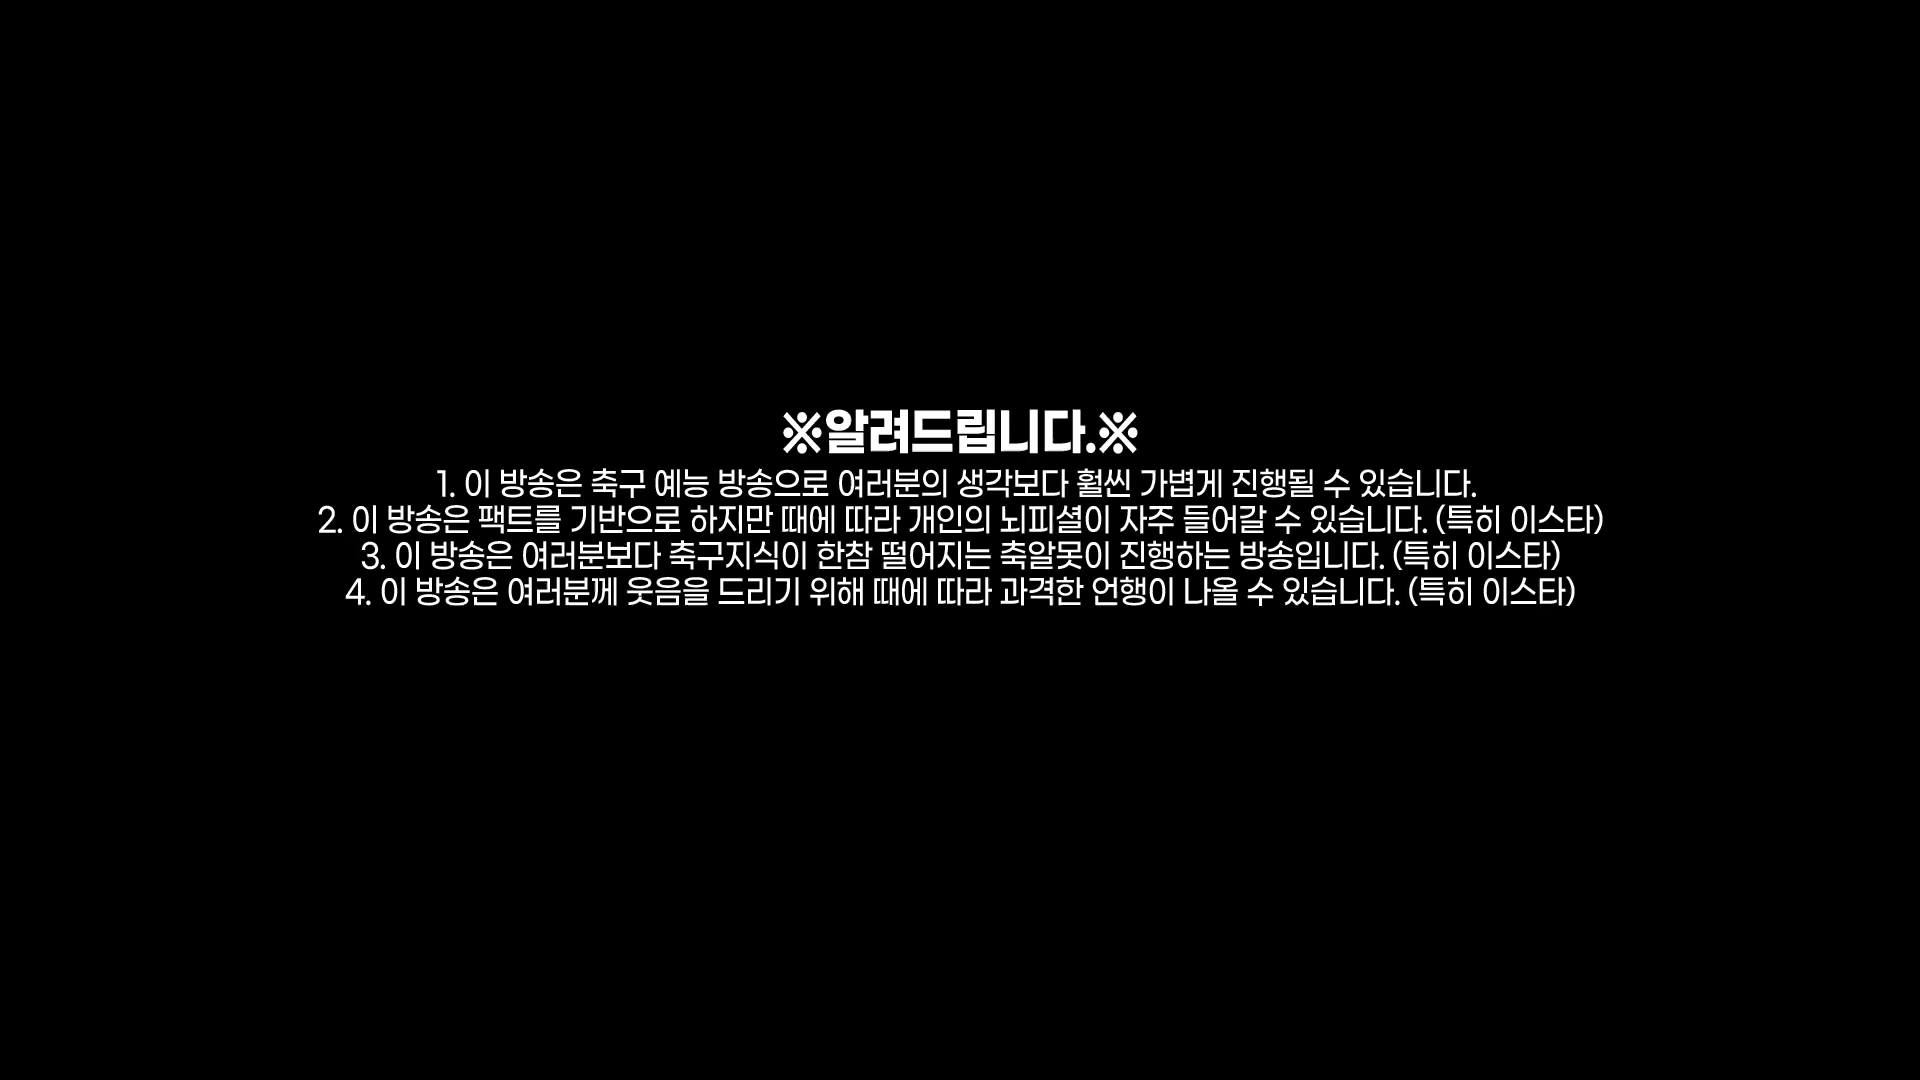 ※알려드립니다.※
1. 이 방송은 축구 예능 방송으로 여러분의 생각보다 훨씬 가볍게 진행될 수 있습니다.
2. 이 방송은 팩트를 기반으로 하지만 때에 따라 개인의 뇌피셜이 자주 들어갈 수 있습니다. (특히 이스타)
3. 이 방송은 여러분보다 축구지식이 한참 떨어지는 축알못이 진행하는 방송입니다. (특히 이스타)
4. 이 방송은 여러분께 웃음을 드리기 위해 때에 따라 과격한 언행이 나올 수 있습니다. (특히 이스타)